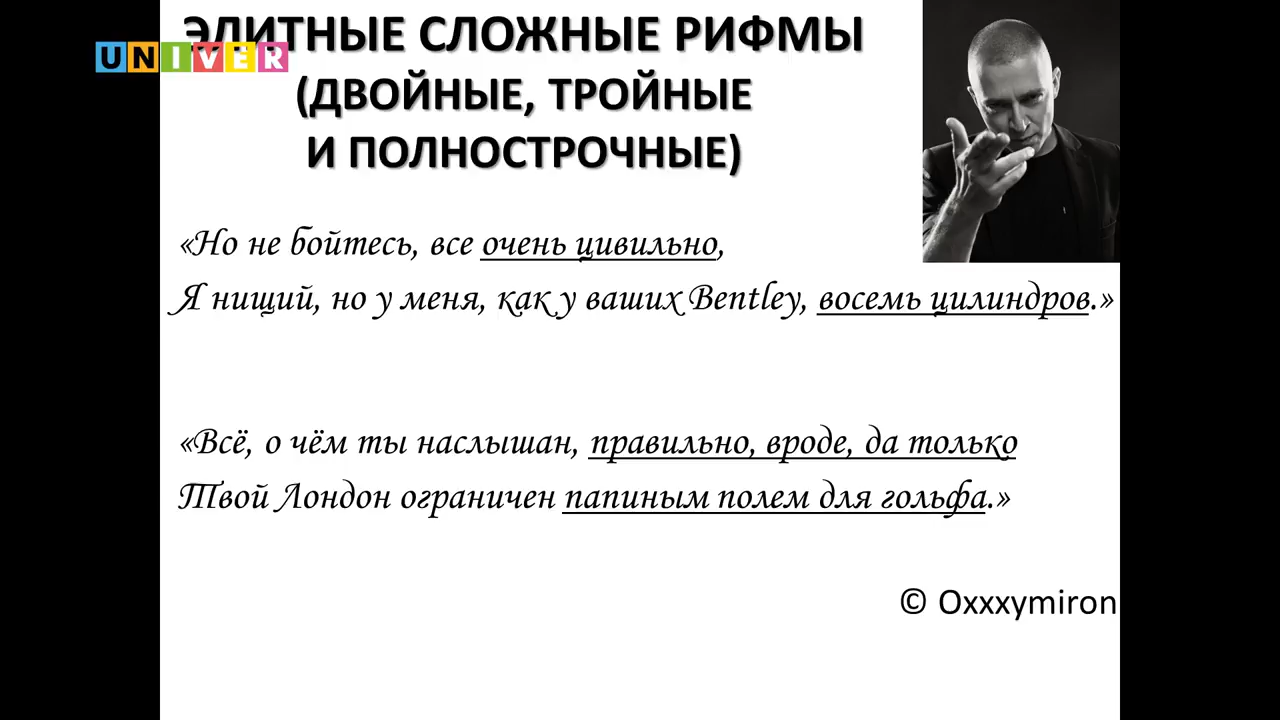 ЭЛИТНЫЕ СЛОЖНЫЕ РИФМЫ
UNIVER
(ДВОЙНЫЕ, ТРОЙНЫЕ
И ПОЛНОСТРОЧНЫЕ)
«Но не бойтесь, все очень цивильно,
Я нищий, но у меня, как у ваших Bentley, восемь цилиндров.»
«Всё, о чём ты наслышан, правильно, вроде, да только
Твой Лондон ограничен папиным полем для гольфа.»
© Oxxxymiron